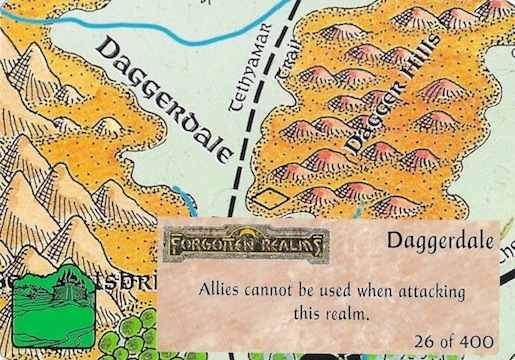 DAGGERDALE
Tethyamar
Trail
Dagger Hills
FORGOTTEN REALMS
Daggerdale
Allies cannot be used when attacking
this realm.
26 of 400